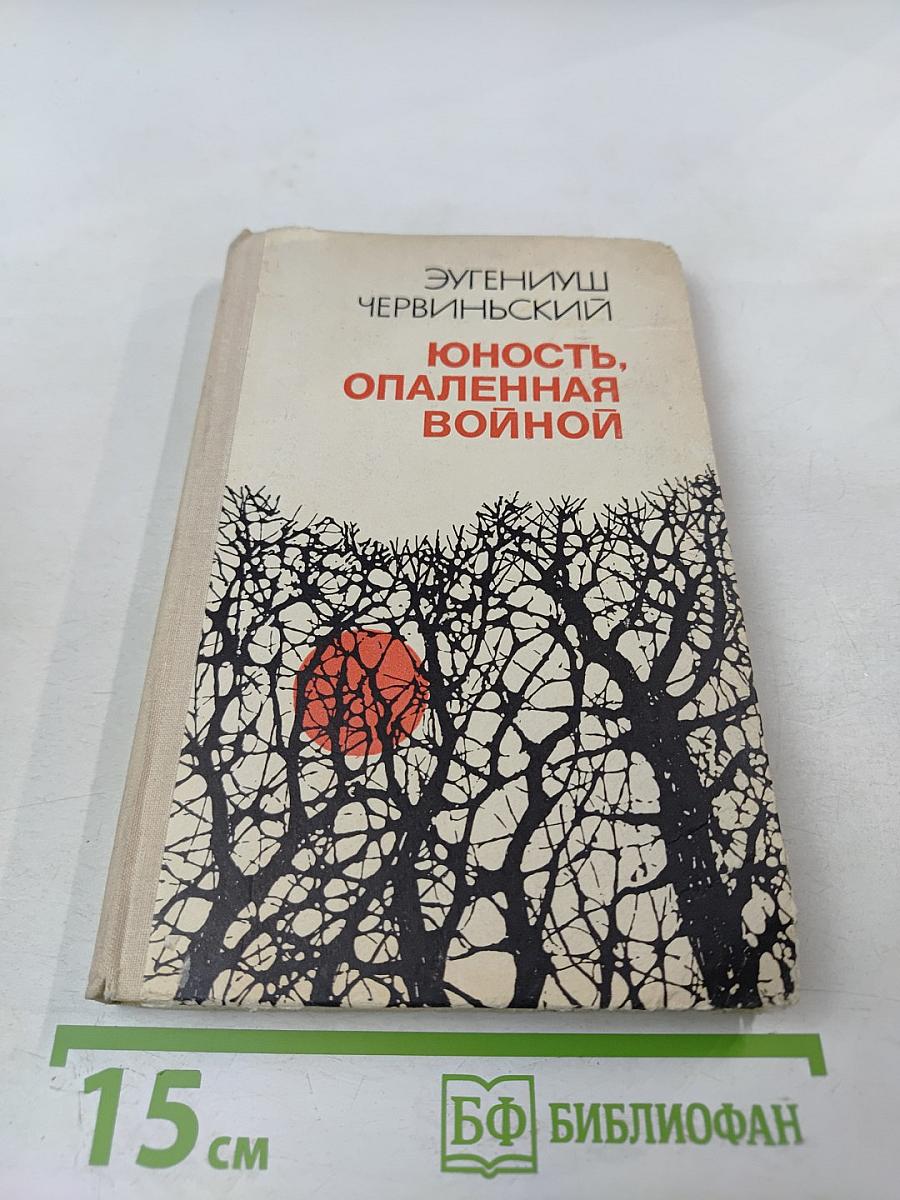 ЭУГЕНИУШ
ЧЕРВИНЬСКИЙ
ЮНОСТЬ,
ОПАЛЕННАЯ
ВОЙНОЙ
15 см
БФ БИБЛИОФАН